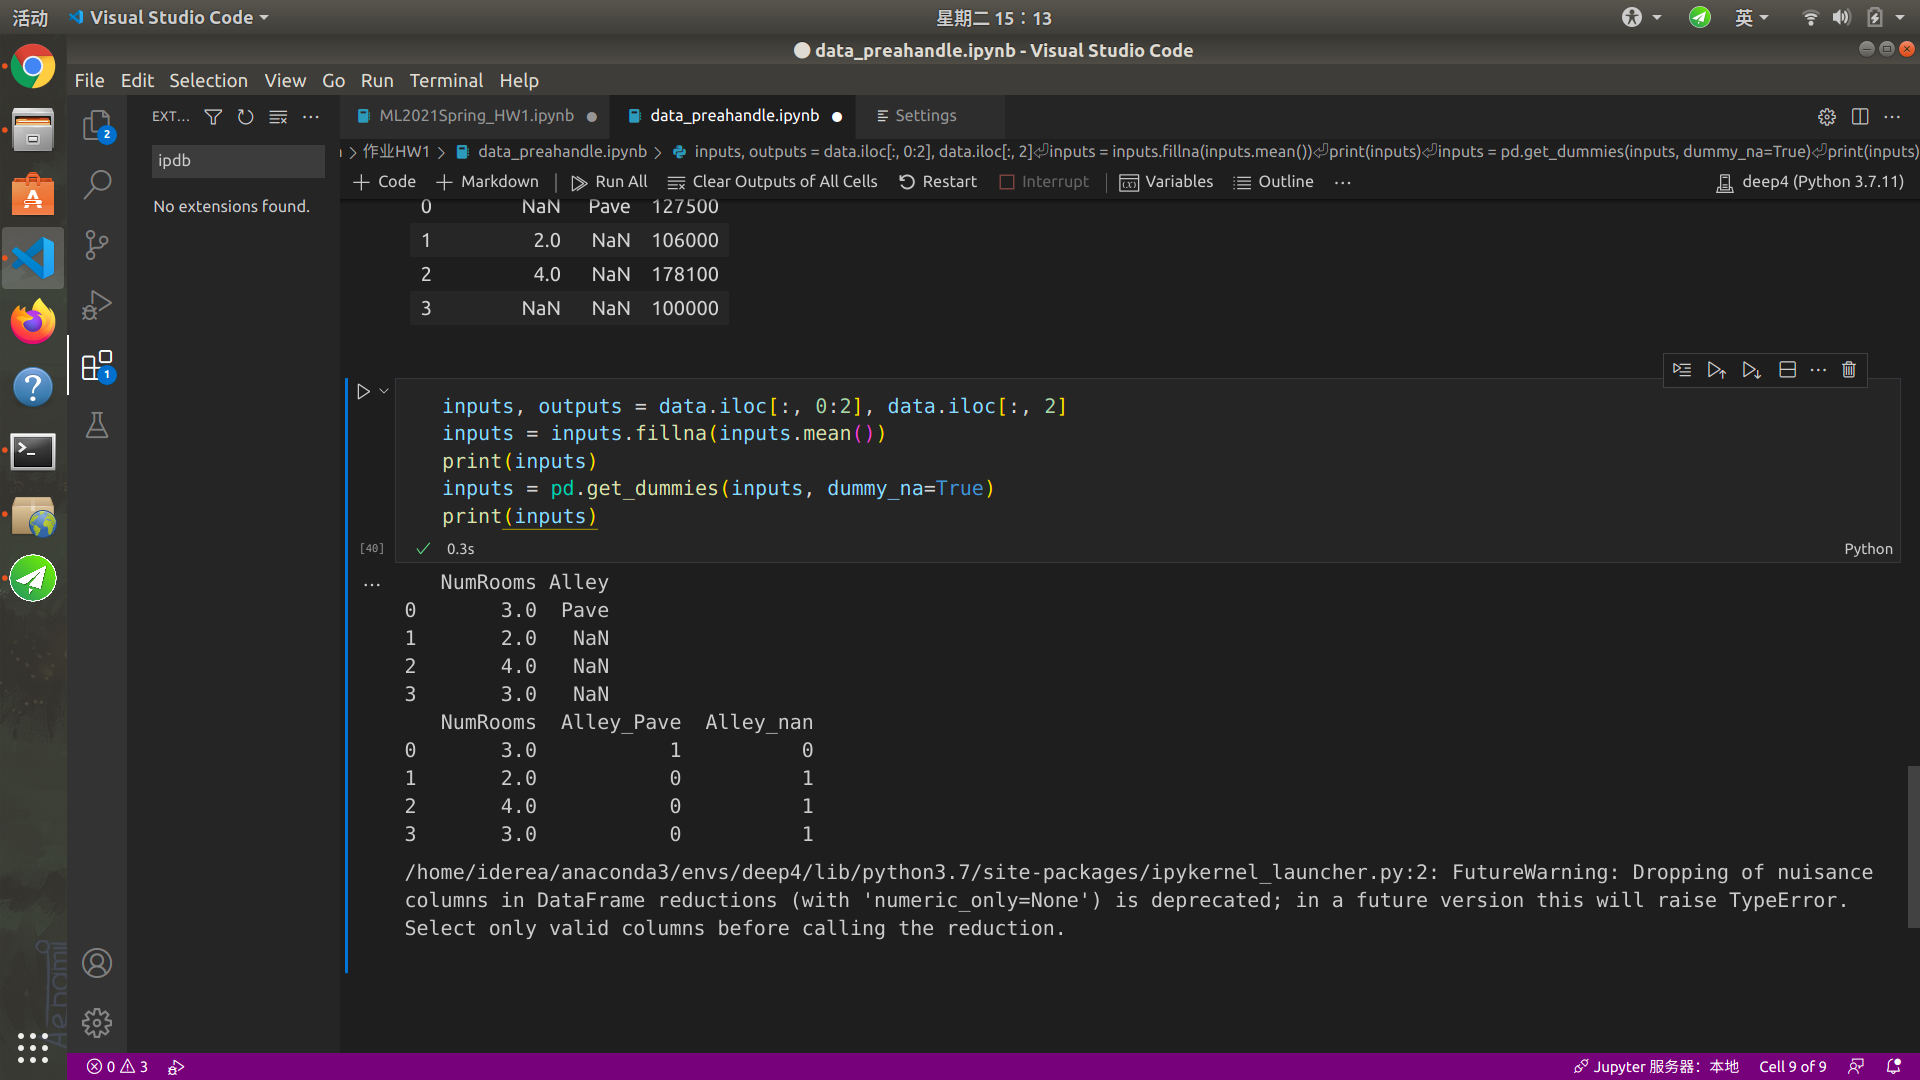 活动
Visual Studio Code
星期二 15：13
英
data_preahandle.ipynb - Visual Studio Code
File Edit Selection View Go Run Terminal Help
EXT...
ML2021Spring_HW1.ipynb
data_preahandle.ipynb
Settings
作业HW1 > data_preahandle.ipynb > inputs, outputs = data.iloc[:, 0:2], data.iloc[:, 2]⏎inputs = inputs.fillna(inputs.mean())⏎print(inputs)⏎inputs = pd.get_dummies(inputs, dummy_na=True)⏎print(inputs)
ipdb
+ Code + Markdown Run All Clear Outputs of All Cells Restart Interrupt Variables Outline ... deep4 (Python 3.7.11)
No extensions found.
0 NaN Pave 127500
1 2.0 NaN 106000
2 4.0 NaN 178100
3 NaN NaN 100000
inputs, outputs = data.iloc[:, 0:2], data.iloc[:, 2]
inputs = inputs.fillna(inputs.mean())
print(inputs)
inputs = pd.get_dummies(inputs, dummy_na=True)
print(inputs)
[40] 0.3s Python
NumRooms Alley
0 3.0 Pave
1 2.0 NaN
2 4.0 NaN
3 3.0 NaN
NumRooms Alley_Pave Alley_nan
0 3.0 1 0
1 2.0 0 1
2 4.0 0 1
3 3.0 0 1
/home/iderea/anaconda3/envs/deep4/lib/python3.7/site-packages/ipykernel_launcher.py:2: FutureWarning: Dropping of nuisance
columns in DataFrame reductions (with 'numeric_only=None') is deprecated; in a future version this will raise TypeError.
Select only valid columns before calling the reduction.
2
1
0 3
Jupyter 服务器：本地
Cell 9 of 9